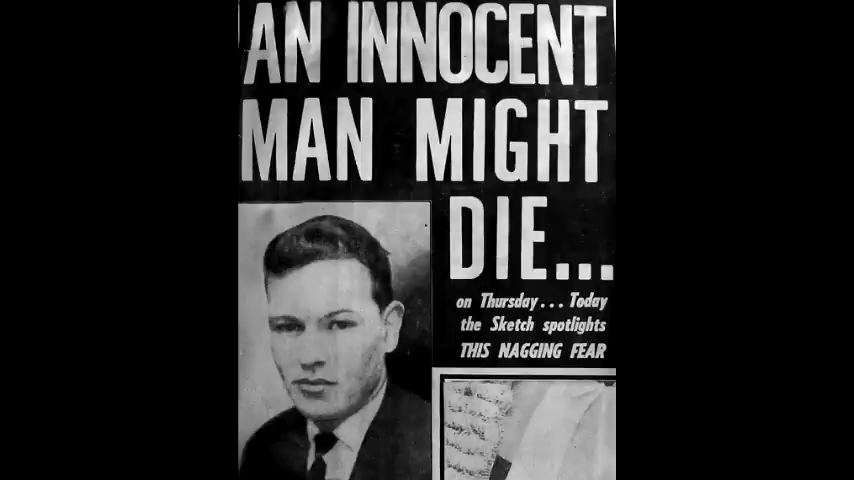 AN INNOCENT
MAN MIGHT
DIE...
on Thursday... Today
the Sketch spotlights
THIS NAGGING FEAR